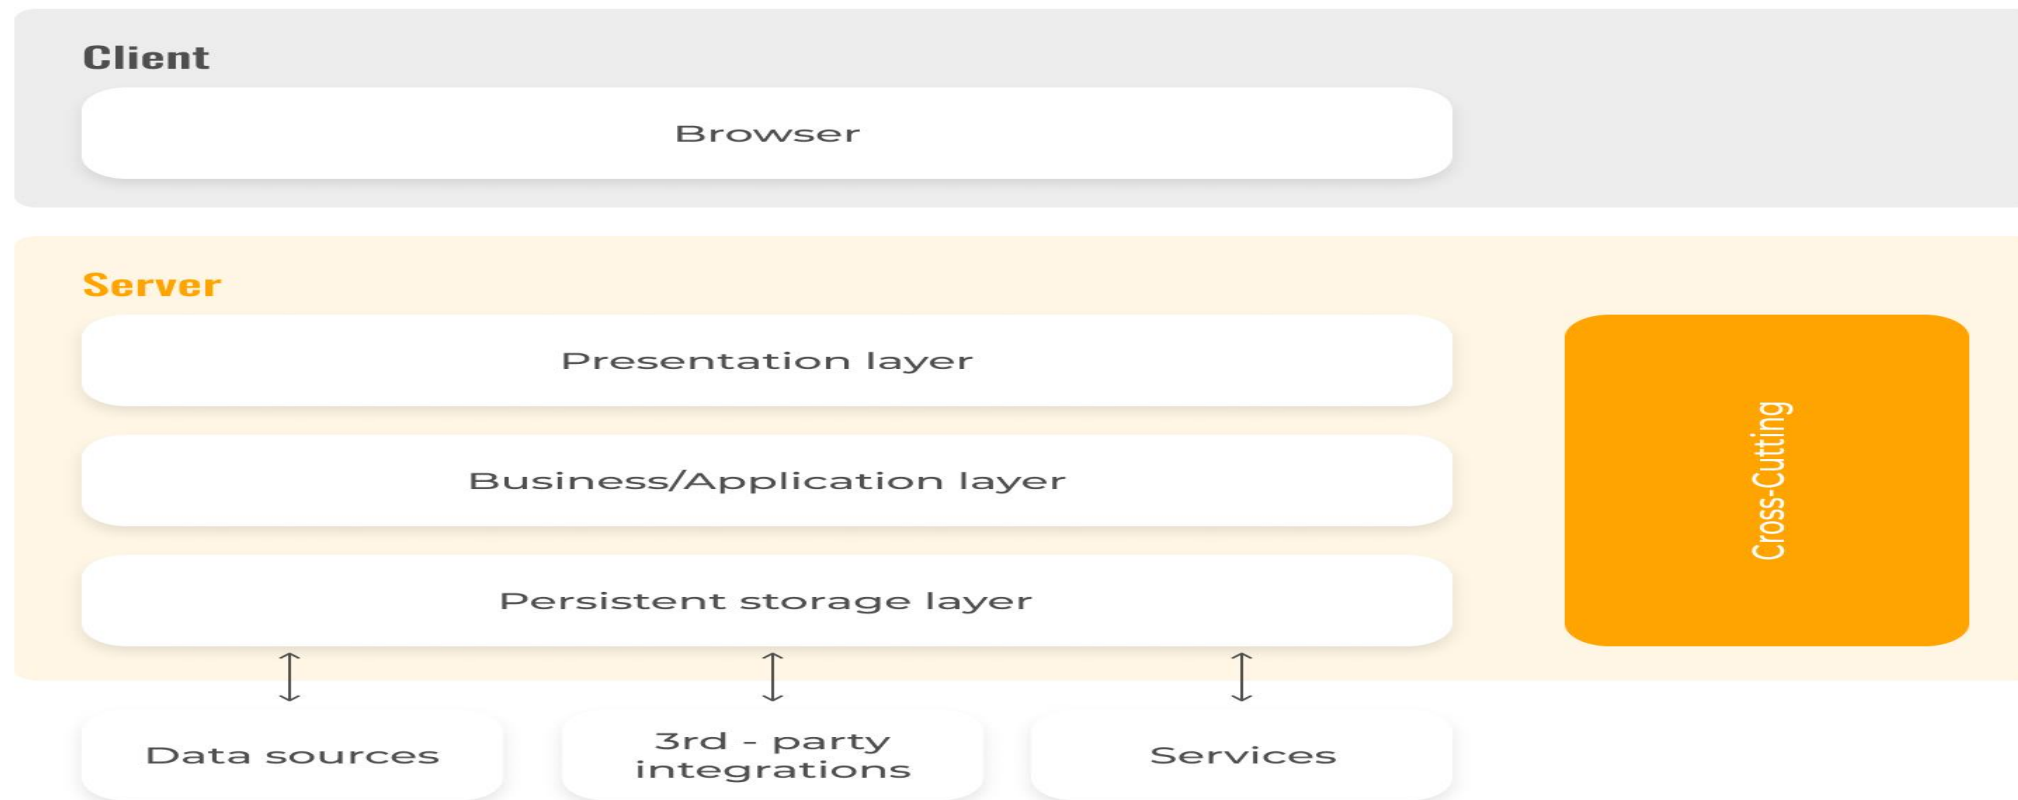 Client
Browser
Server
Presentation layer
Business/Application layer
Persistent storage layer
Cross-Cutting
Data sources
3rd - party
integrations
Services